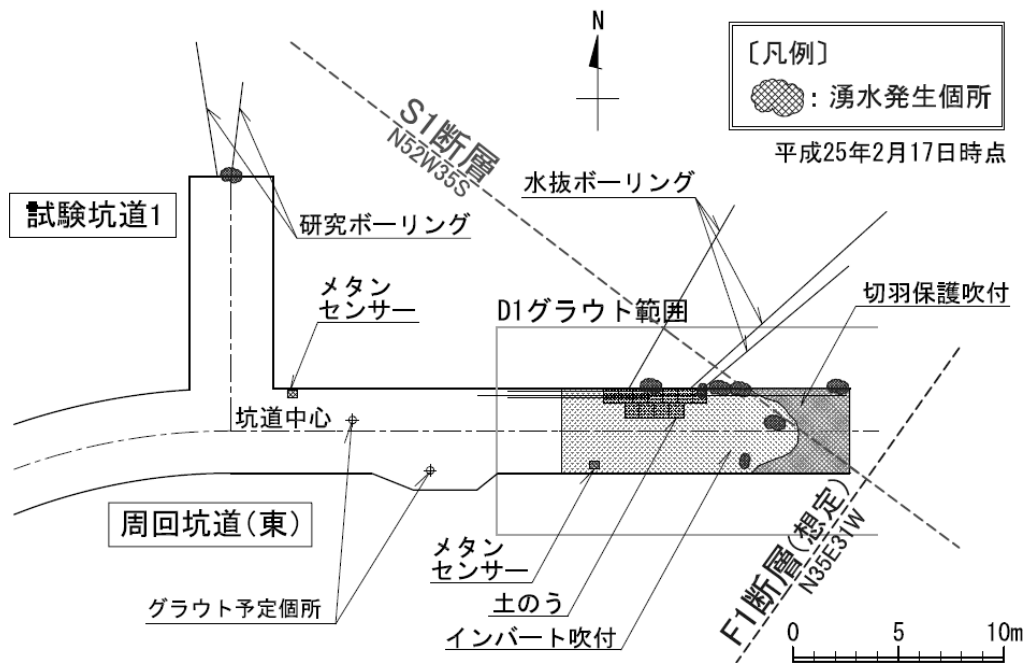 N
〔凡例〕
：湧水発生個所
平成25年2月17日時点
S1断層
N52W35S
水抜ボーリング
試験坑道1
研究ボーリング
メタン
センサー
D1グラウト範囲
切羽保護吹付
坑道中心
周回坑道(東)
メタン
センサー
グラウト予定個所
土のう
インバート吹付
F1断層(想定)
N35E31W
0 5 10m